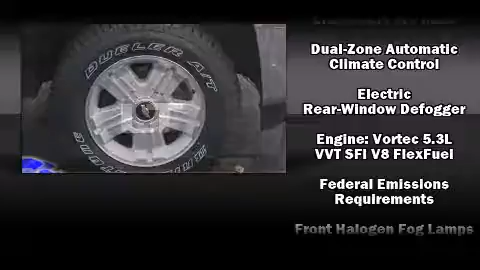 DUELER A/T
Dual-Zone Automatic
Climate Control
Electric
Rear-Window Defogger
Engine: Vortec 5.3L
VVT SFI V8 FlexFuel
Federal Emissions
Requirements
Front Halogen Fog Lamps